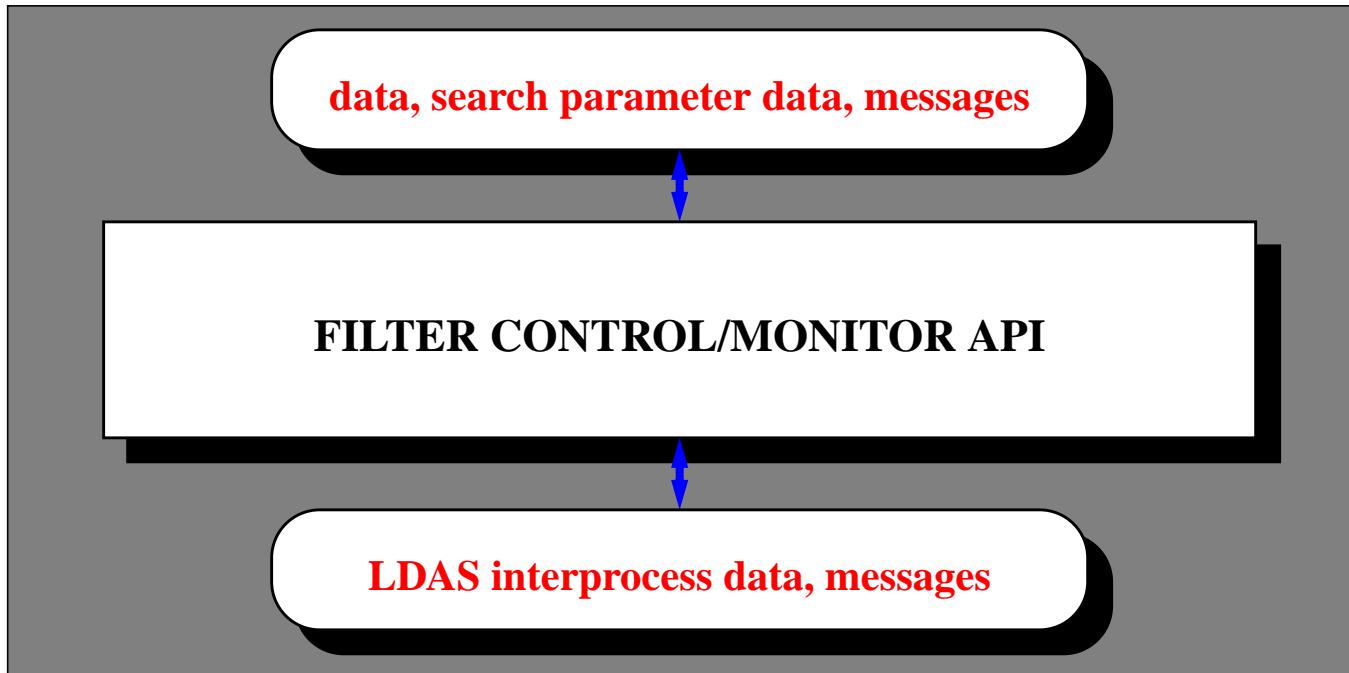 data, search parameter data, messages
FILTER CONTROL/MONITOR API
LDAS interprocess data, messages